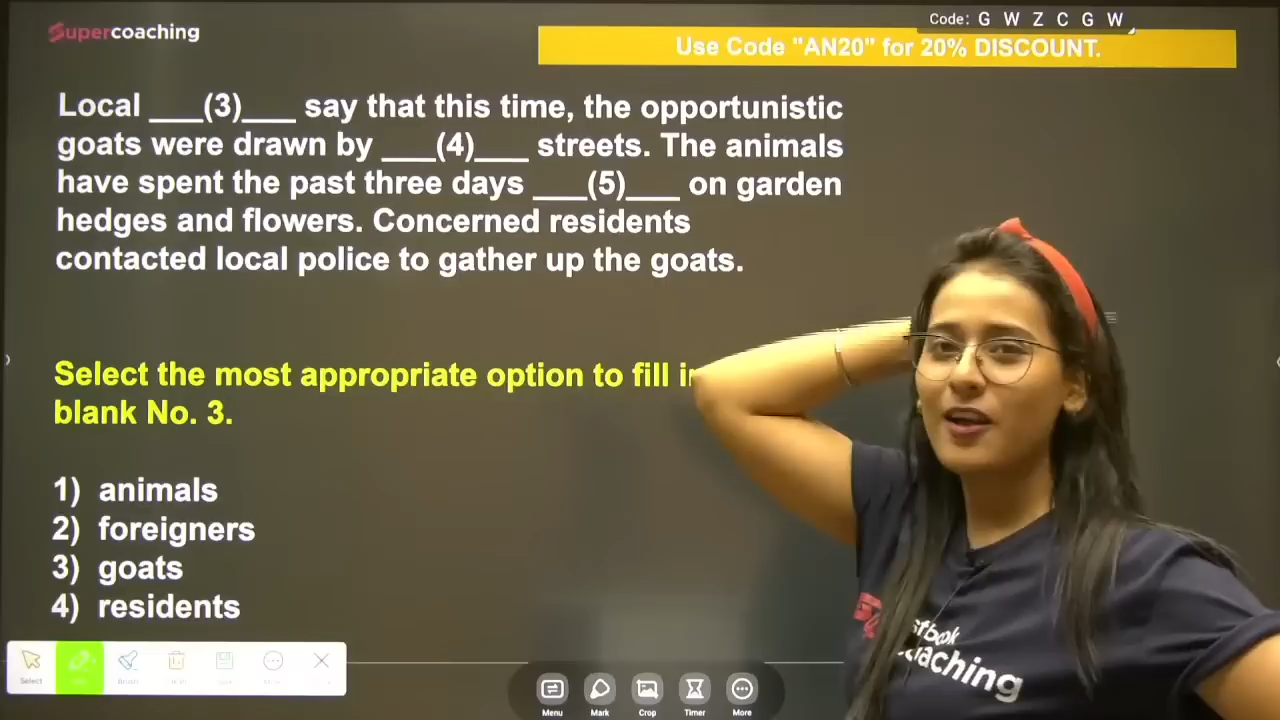 Supercoaching
Code: G W Z C G W
Use Code "AN20" for 20% DISCOUNT.
Local ___(3)___ say that this time, the opportunistic
goats were drawn by ___(4)___ streets. The animals
have spent the past three days ___(5)___ on garden
hedges and flowers. Concerned residents
contacted local police to gather up the goats.
Select the most appropriate option to fill in
blank No. 3.
1) animals
2) foreigners
3) goats
4) residents
Select
Brush
Menu
Mark
Crop
Timer
More